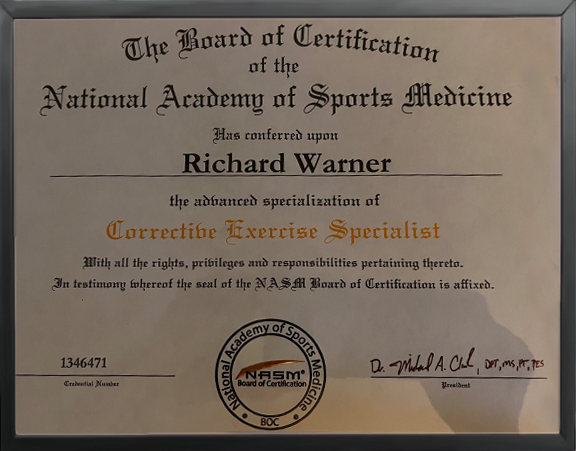 The Board of Certification
of the
National Academy of Sports Medicine
Has conferred upon
Richard Warner
the advanced specialization of
Corrective Exercise Specialist
With all the rights, privileges and responsibilities pertaining thereto.
In testimony whereof the seal of the NASM Board of Certification is affixed.
1346471
Credential Number
National Academy of Sports Medicine
NASM®
Board of Certification
BOC
Dr. Michael A. Clark, DPT, MS, PT, PES
President